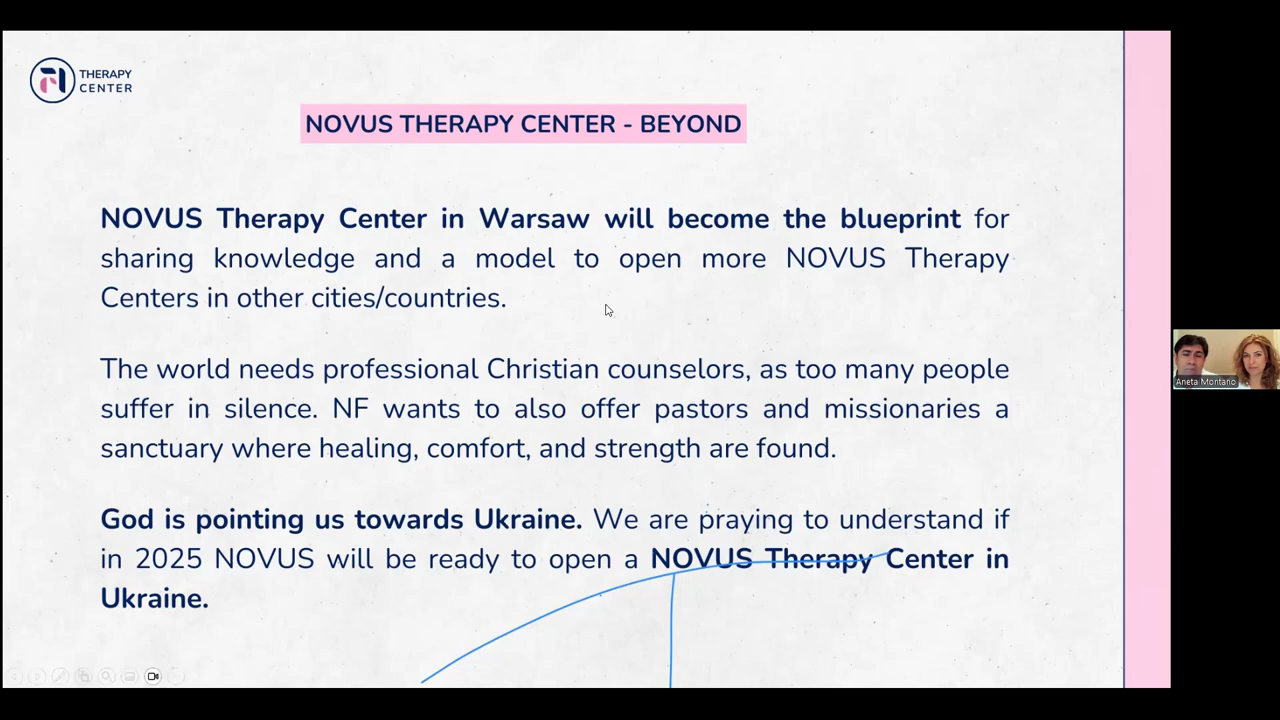 THERAPY
CENTER
NOVUS THERAPY CENTER - BEYOND
NOVUS Therapy Center in Warsaw will become the blueprint for
sharing knowledge and a model to open more NOVUS Therapy
Centers in other cities/countries.
The world needs professional Christian counselors, as too many people
suffer in silence. NF wants to also offer pastors and missionaries a
sanctuary where healing, comfort, and strength are found.
God is pointing us towards Ukraine. We are praying to understand if
in 2025 NOVUS will be ready to open a NOVUS Therapy Center in
Ukraine.
Aneta Montano